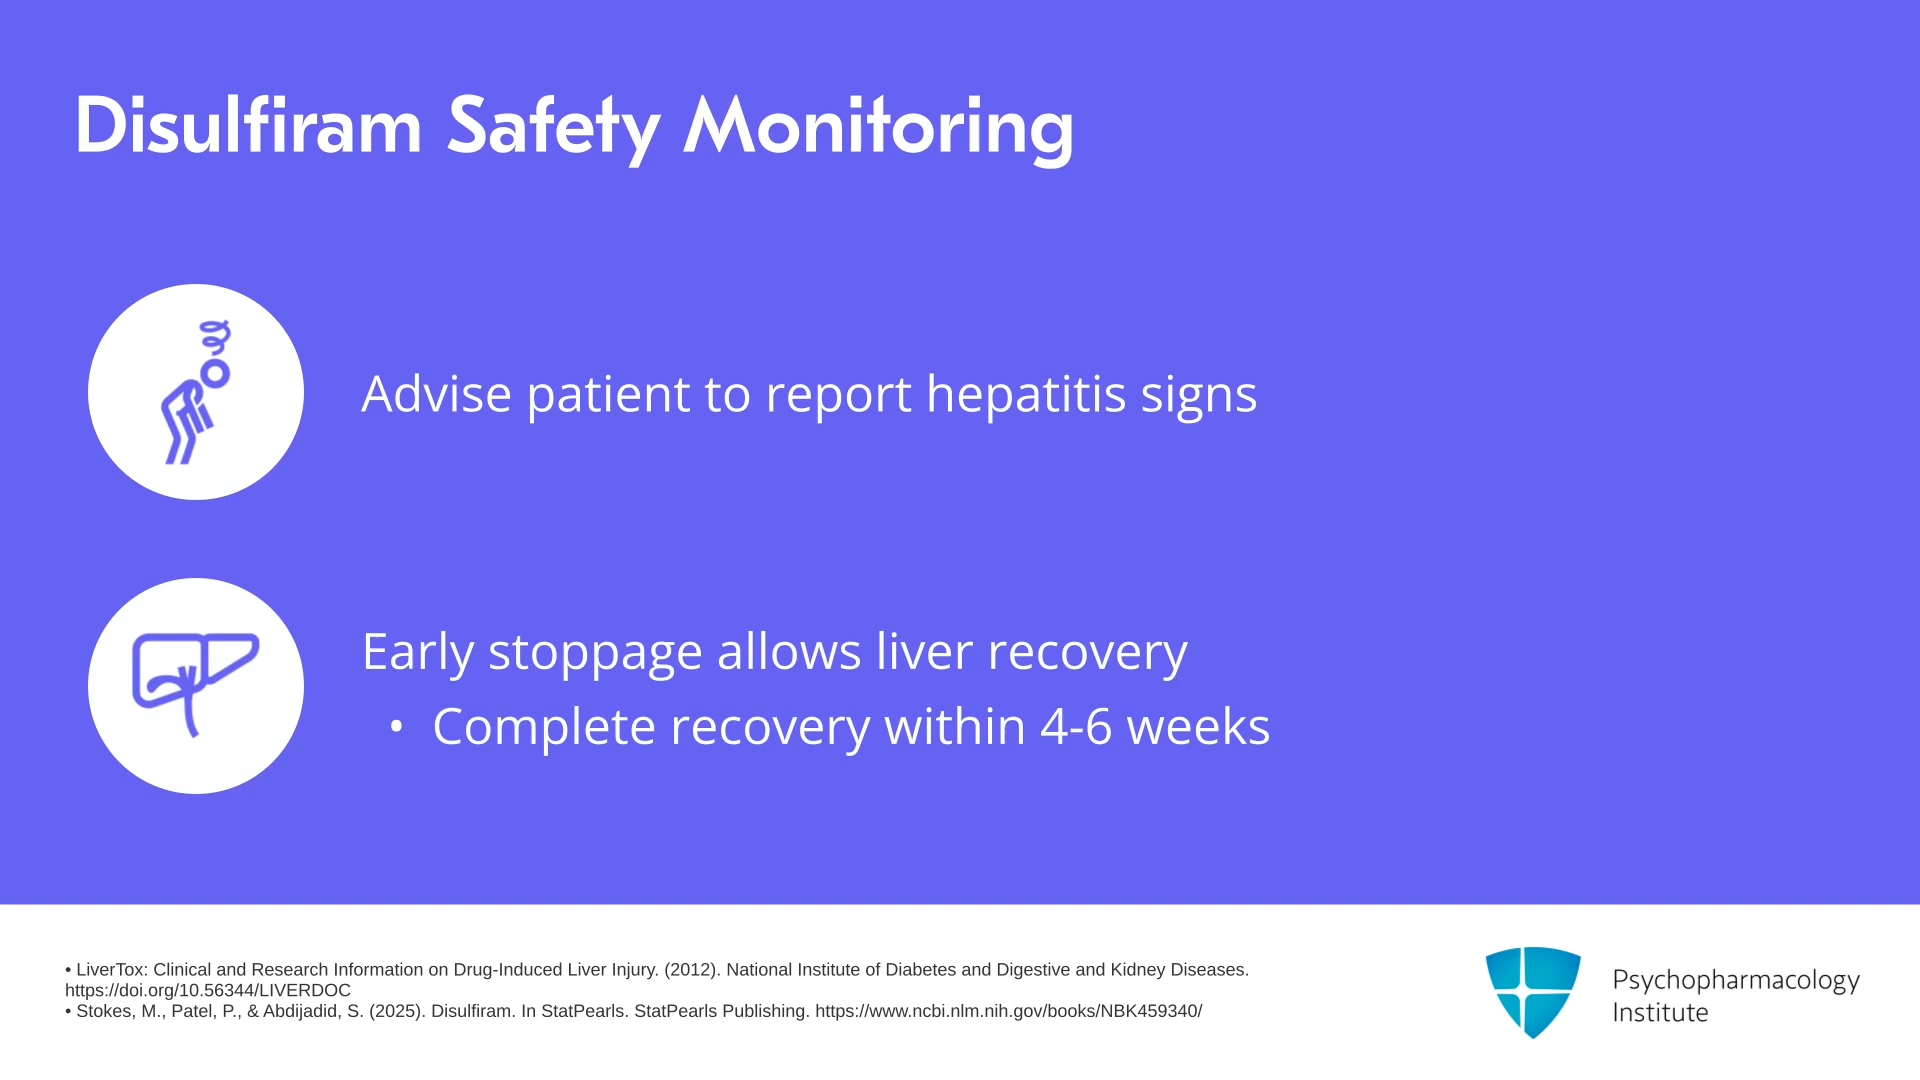 Disulfiram Safety Monitoring
Advise patient to report hepatitis signs
Early stoppage allows liver recovery
• Complete recovery within 4-6 weeks
• LiverTox: Clinical and Research Information on Drug-Induced Liver Injury. (2012). National Institute of Diabetes and Digestive and Kidney Diseases.
https://doi.org/10.56344/LIVERDOC
• Stokes, M., Patel, P., & Abdijadid, S. (2025). Disulfiram. In StatPearls. StatPearls Publishing. https://www.ncbi.nlm.nih.gov/books/NBK459340/
Psychopharmacology
Institute